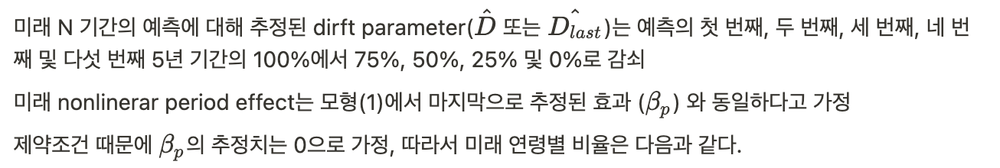 미래 N 기간의 예측에 대해 추정된 dirft parameter($\hat{D}$ 또는 $\hat{D_{last}}$)는 예측의 첫 번째, 두 번째, 세 번째, 네 번
째 및 다섯 번째 5년 기간의 100%에서 75%, 50%, 25% 및 0%로 감쇠
미래 nonlinerar period effect는 모형(1)에서 마지막으로 추정된 효과 ($\beta_p$) 와 동일하다고 가정
제약조건 때문에 $\beta_p$의 추정치는 0으로 가정, 따라서 미래 연령별 비율은 다음과 같다.